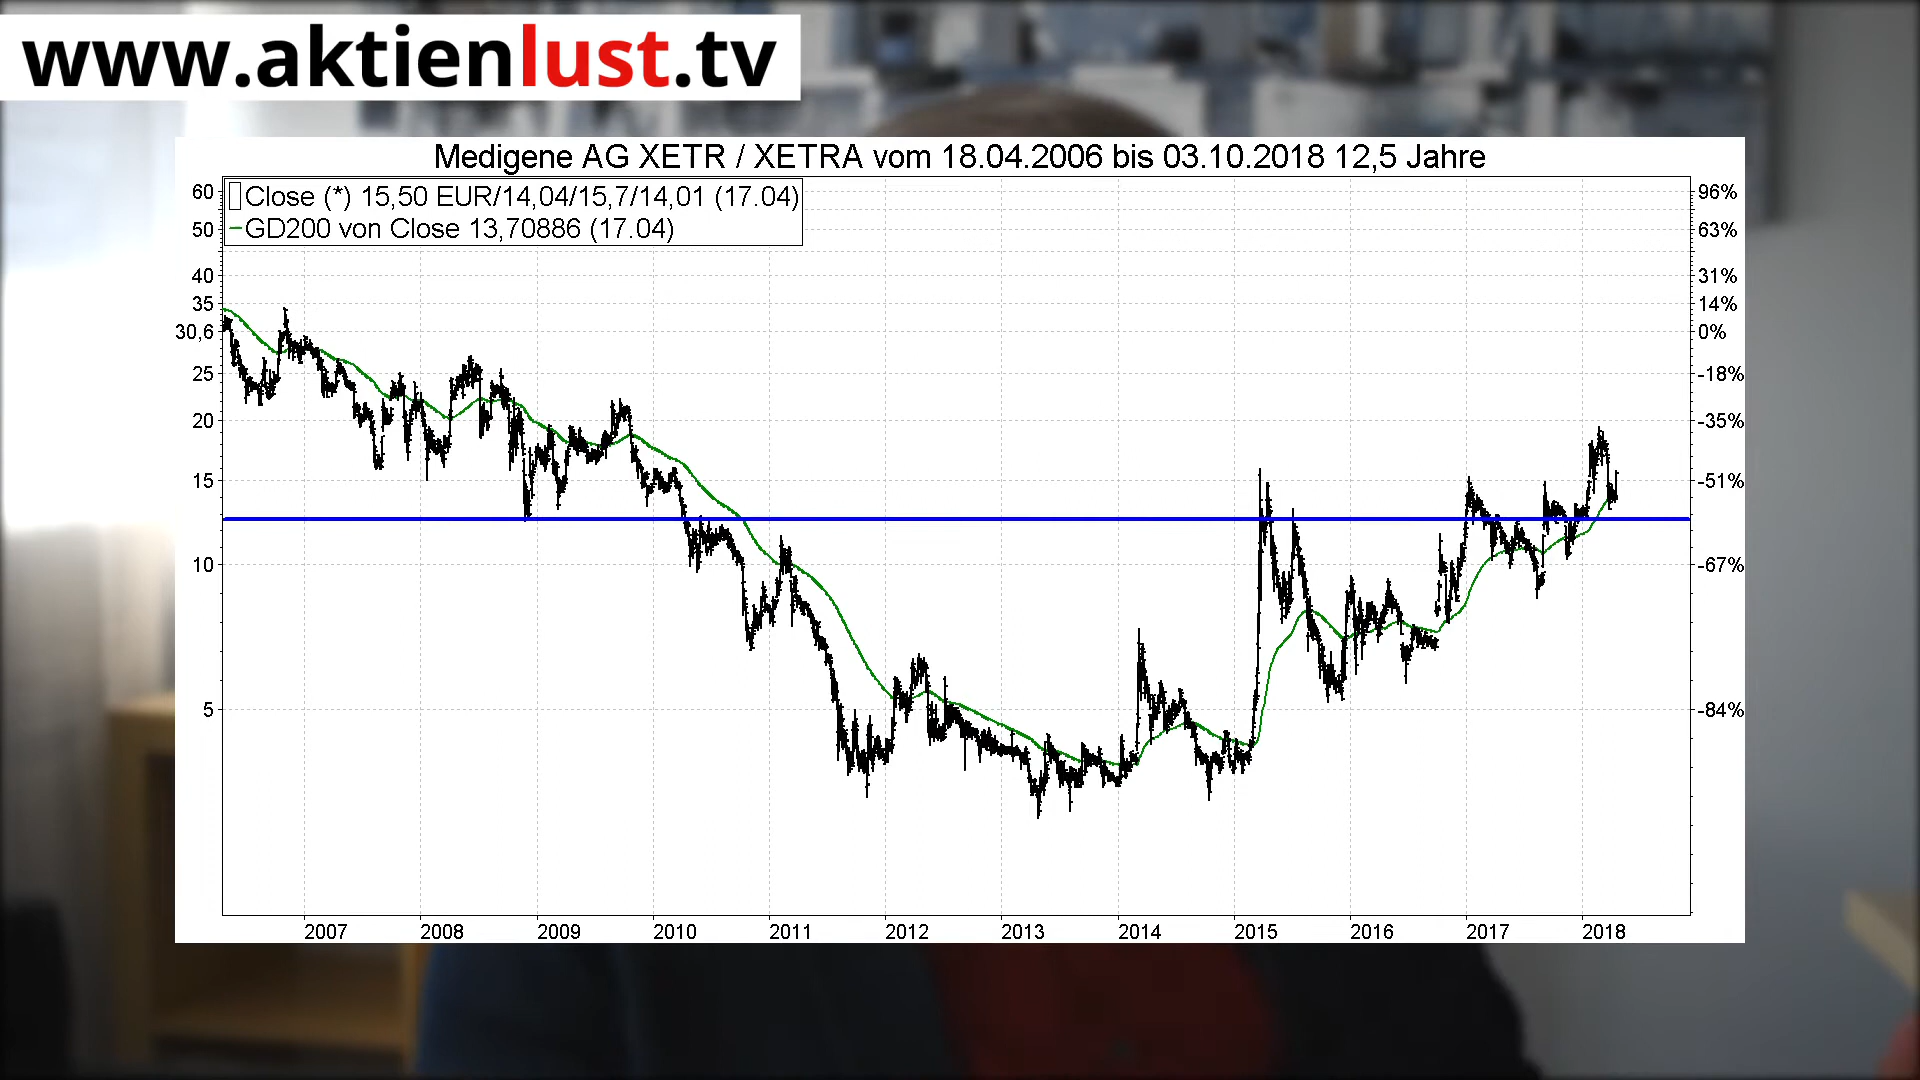 www.aktienlust.tv
Medigene AG XETR / XETRA vom 18.04.2006 bis 03.10.2018 12,5 Jahre
Close (*) 15,50 EUR/14,04/15,7/14,01 (17.04)
GD200 von Close 13,70886 (17.04)
60 96%
50 63%
40 31%
35 14%
30,6 0%
25 -18%
20 -35%
15 -51%
10 -67%
5 -84%
2007 2008 2009 2010 2011 2012 2013 2014 2015 2016 2017 2018